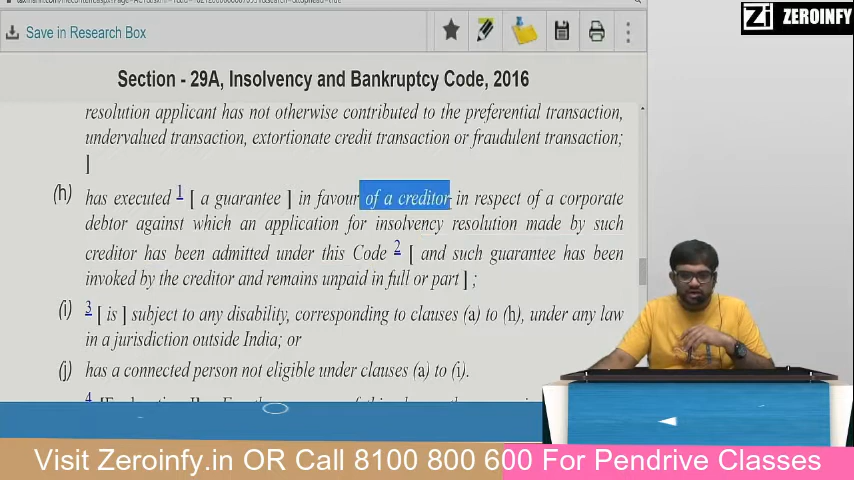 Save in Research Box
ZEROINFY
Section - 29A, Insolvency and Bankruptcy Code, 2016
resolution applicant has not otherwise contributed to the preferential transaction,
undervalued transaction, extortionate credit transaction or fraudulent transaction;
]
(h) has executed 1 [ a guarantee ] in favour of a creditor in respect of a corporate
debtor against which an application for insolvency resolution made by such
creditor has been admitted under this Code 2 [ and such guarantee has been
invoked by the creditor and remains unpaid in full or part ] ;
(i) 3 [ is ] subject to any disability, corresponding to clauses (a) to (h), under any law
in a jurisdiction outside India; or
(j) has a connected person not eligible under clauses (a) to (i).
4
Visit Zeroinfy.in OR Call 8100 800 600 For Pendrive Classes